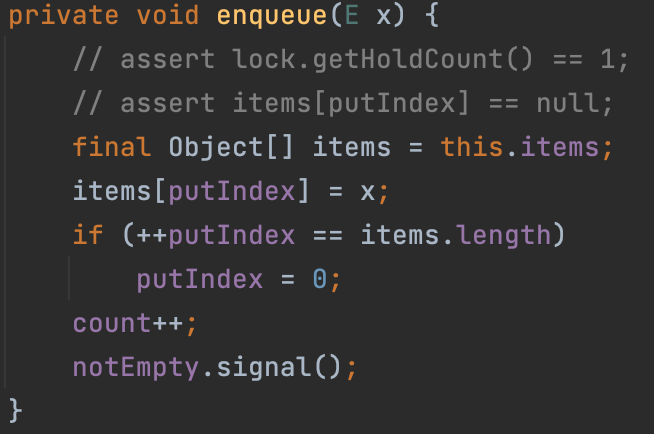 private void enqueue(E x) {
    // assert lock.getHoldCount() == 1;
    // assert items[putIndex] == null;
    final Object[] items = this.items;
    items[putIndex] = x;
    if (++putIndex == items.length)
        putIndex = 0;
    count++;
    notEmpty.signal();
}